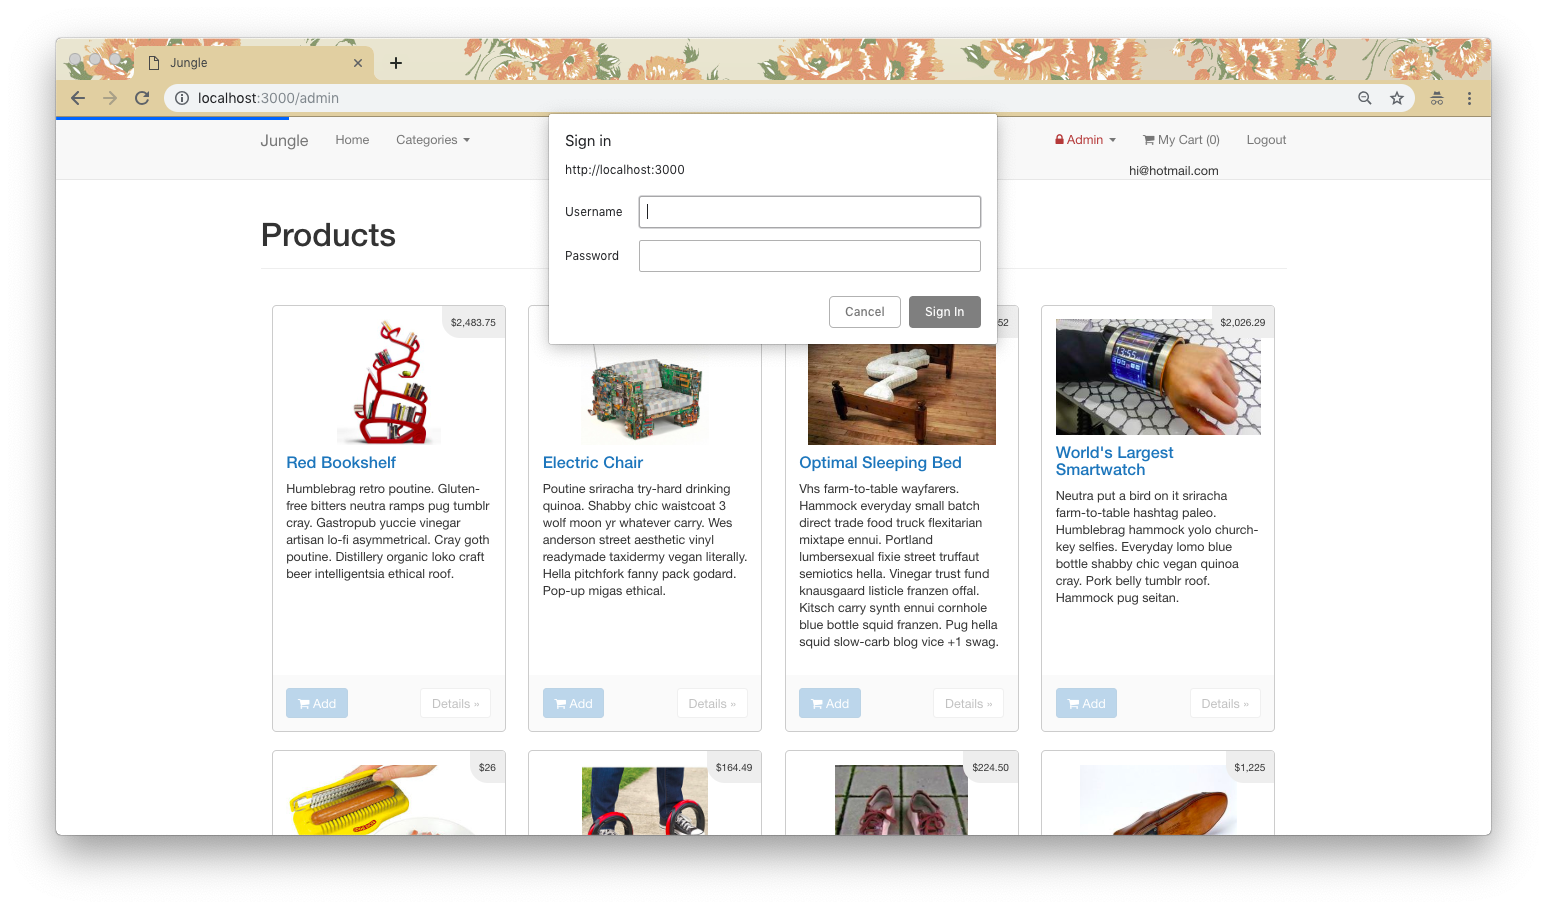 Jungle
localhost:3000/admin
Jungle Home Categories Admin My Cart (0) Logout
hi@hotmail.com
Sign in
http://localhost:3000
Username
Password
Cancel Sign In
Products
$2,483.75
Red Bookshelf
Humblebrag retro poutine. Gluten-
free bitters neutra ramps pug tumblr
cray. Gastropub yuccie vinegar
artisan lo-fi asymmetrical. Cray goth
poutine. Distillery organic loko craft
beer intelligentsia ethical roof.
Add Details »
Electric Chair
Poutine sriracha try-hard drinking
quinoa. Shabby chic waistcoat 3
wolf moon yr whatever carry. Wes
anderson street aesthetic vinyl
readymade taxidermy vegan literally.
Hella pitchfork fanny pack godard.
Pop-up migas ethical.
Add Details »
52
Optimal Sleeping Bed
Vhs farm-to-table wayfarers.
Hammock everyday small batch
direct trade food truck flexitarian
mixtape ennui. Portland
lumbersexual fixie street truffaut
semiotics hella. Vinegar trust fund
knausgaard listicle franzen offal.
Kitsch carry synth ennui cornhole
blue bottle squid franzen. Pug hella
squid slow-carb blog vice +1 swag.
Add Details »
$2,026.29
13:55
World's Largest
Smartwatch
Neutra put a bird on it sriracha
farm-to-table hashtag paleo.
Humblebrag hammock yolo church-
key selfies. Everyday lomo blue
bottle shabby chic vegan quinoa
cray. Pork belly tumblr roof.
Hammock pug seitan.
Add Details »
$26
$164.49
$224.50
$1,225